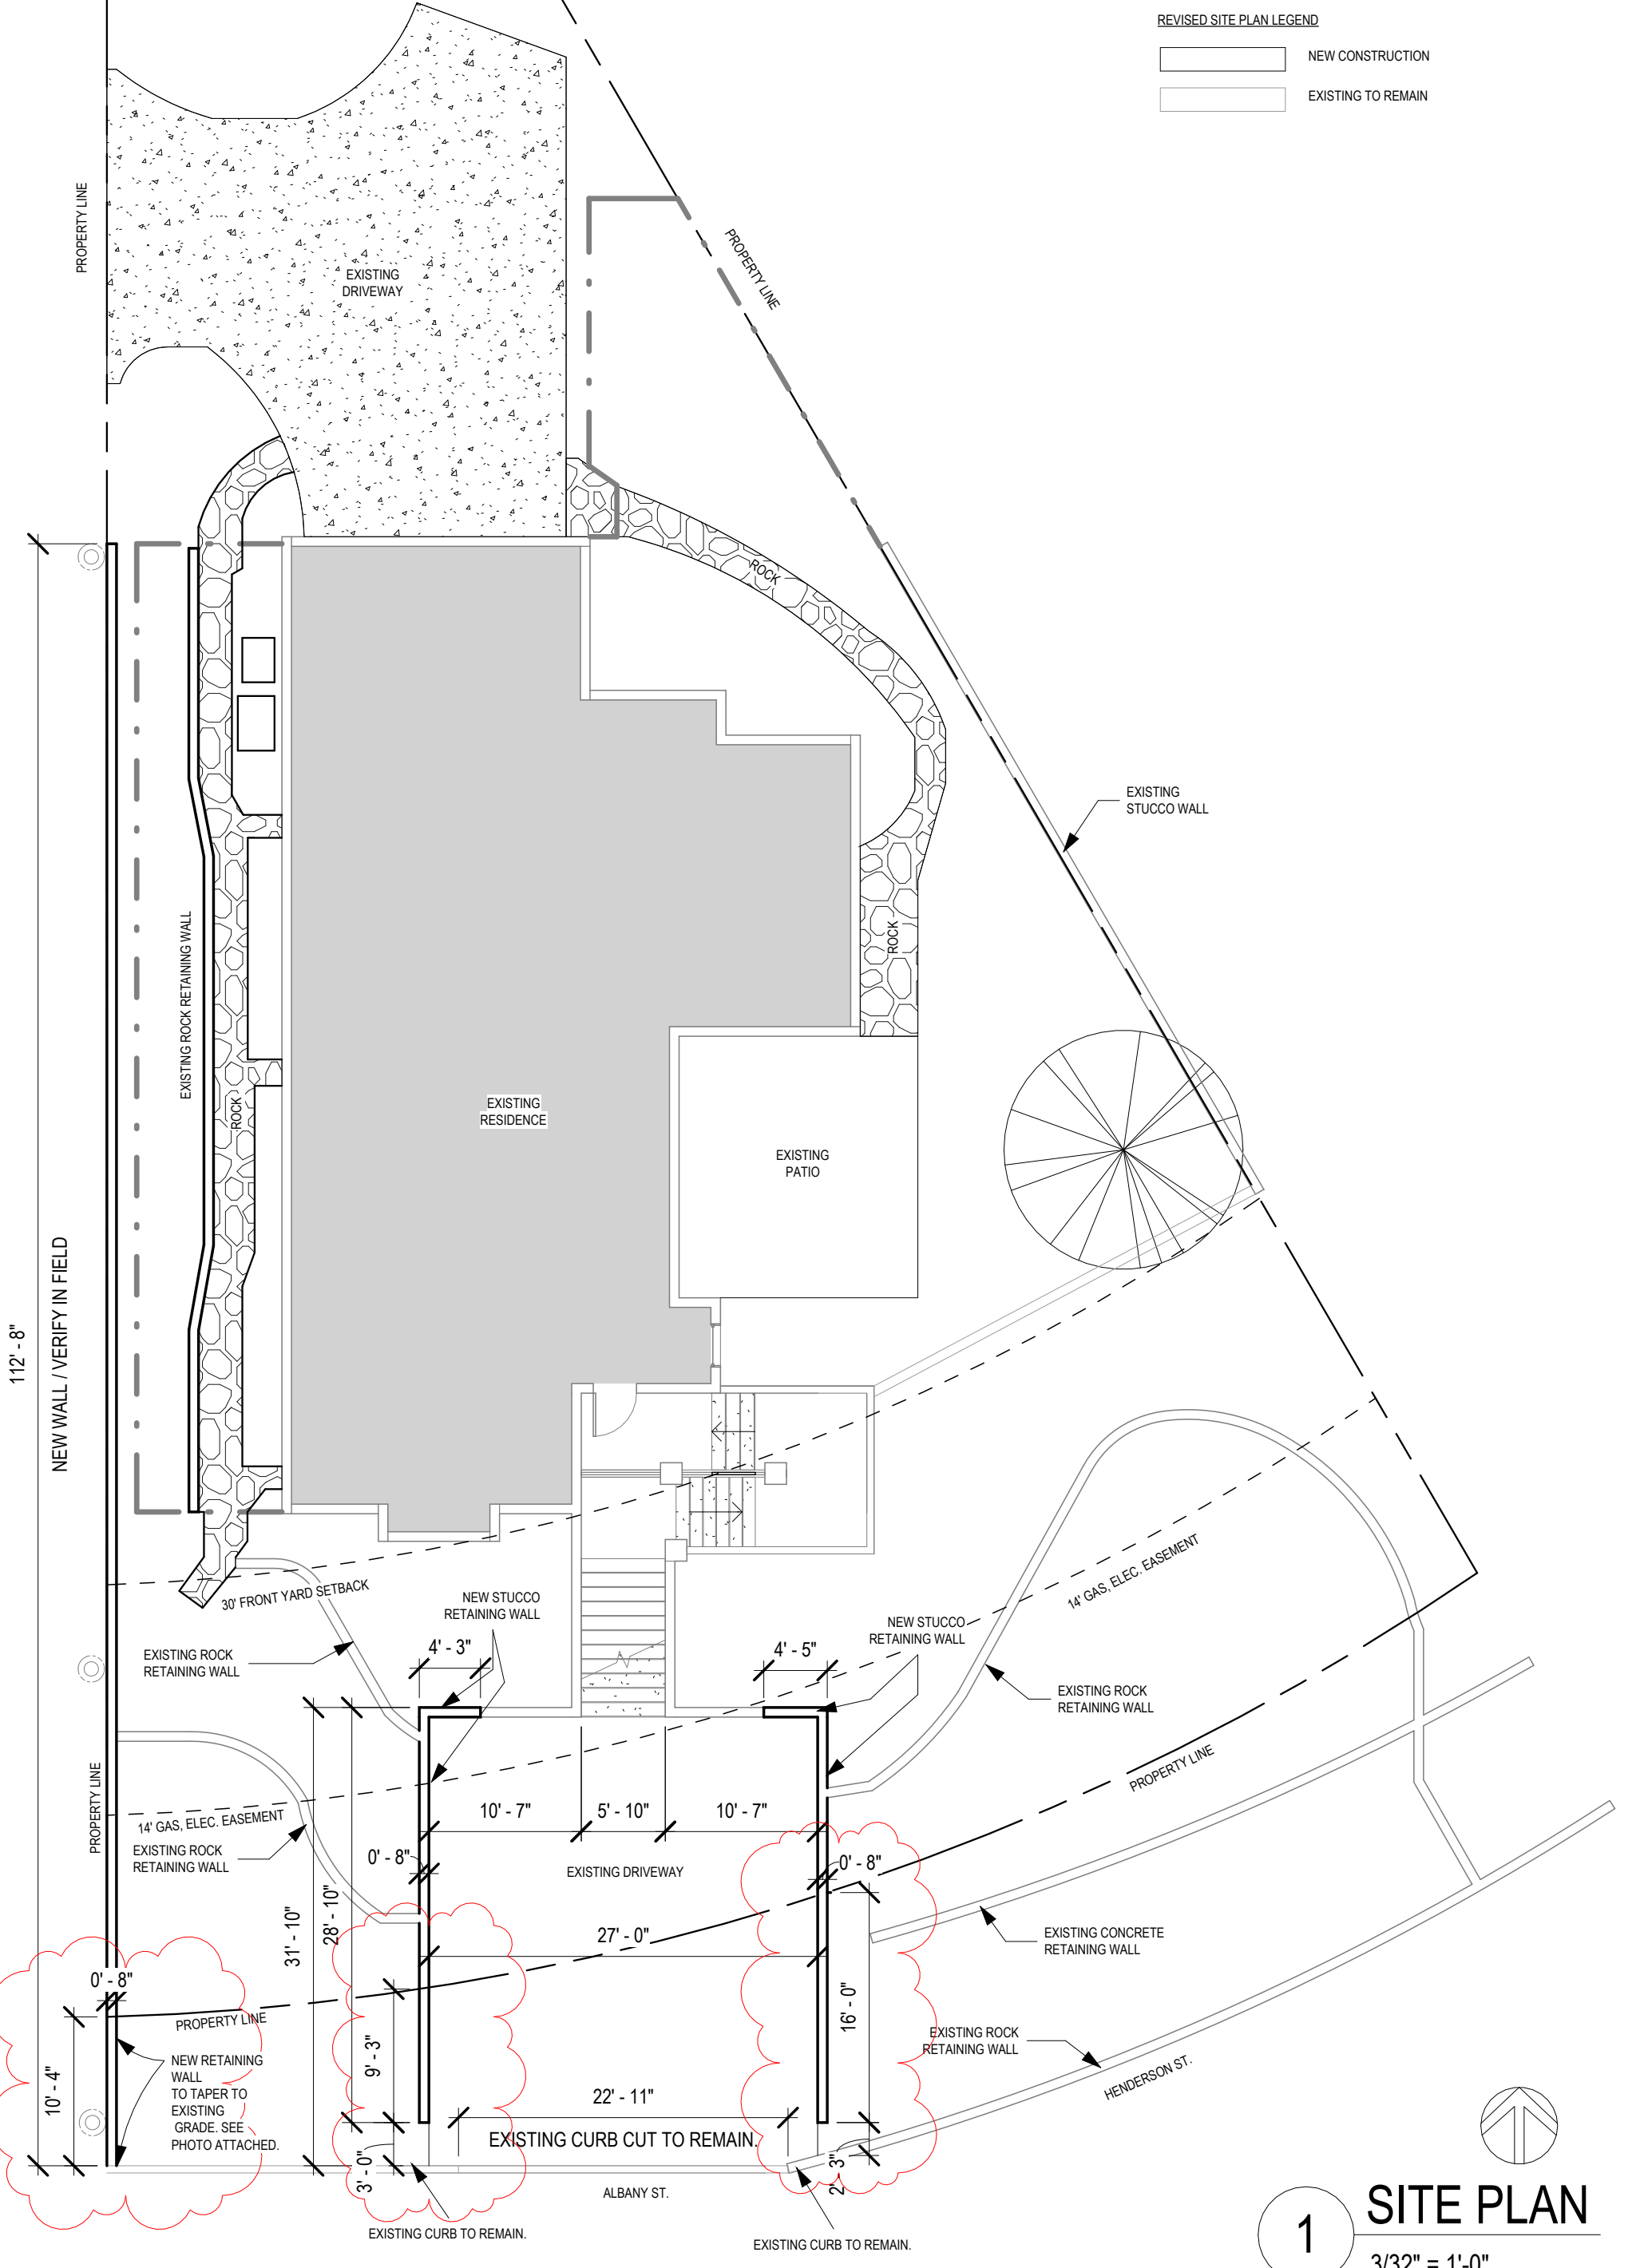 REVISED SITE PLAN LEGEND
NEW CONSTRUCTION
EXISTING TO REMAIN
PROPERTY LINE
PROPERTY LINE
EXISTING
DRIVEWAY
ROCK
EXISTING
STUCCO WALL
EXISTING ROCK RETAINING WALL
ROCK
ROCK
EXISTING
RESIDENCE
EXISTING
PATIO
112' - 8"
NEW WALL / VERIFY IN FIELD
30' FRONT YARD SETBACK
NEW STUCCO
RETAINING WALL
14' GAS, ELEC. EASEMENT
NEW STUCCO
RETAINING WALL
EXISTING ROCK
RETAINING WALL
4' - 3"
4' - 5"
EXISTING ROCK
RETAINING WALL
PROPERTY LINE
PROPERTY LINE
14' GAS, ELEC. EASEMENT
EXISTING ROCK
RETAINING WALL
10' - 7"
5' - 10"
10' - 7"
0' - 8"
EXISTING DRIVEWAY
0' - 8"
31' - 10"
28' - 10"
27' - 0"
EXISTING CONCRETE
RETAINING WALL
0' - 8"
PROPERTY LINE
16' - 0"
EXISTING ROCK
RETAINING WALL
HENDERSON ST.
10' - 4"
NEW RETAINING
WALL
TO TAPER TO
EXISTING
GRADE. SEE
PHOTO ATTACHED.
9' - 3"
22' - 11"
EXISTING CURB CUT TO REMAIN.
3' - 0"
2' - 3"
ALBANY ST.
EXISTING CURB TO REMAIN.
EXISTING CURB TO REMAIN.
1
SITE PLAN
3/32" = 1'-0"